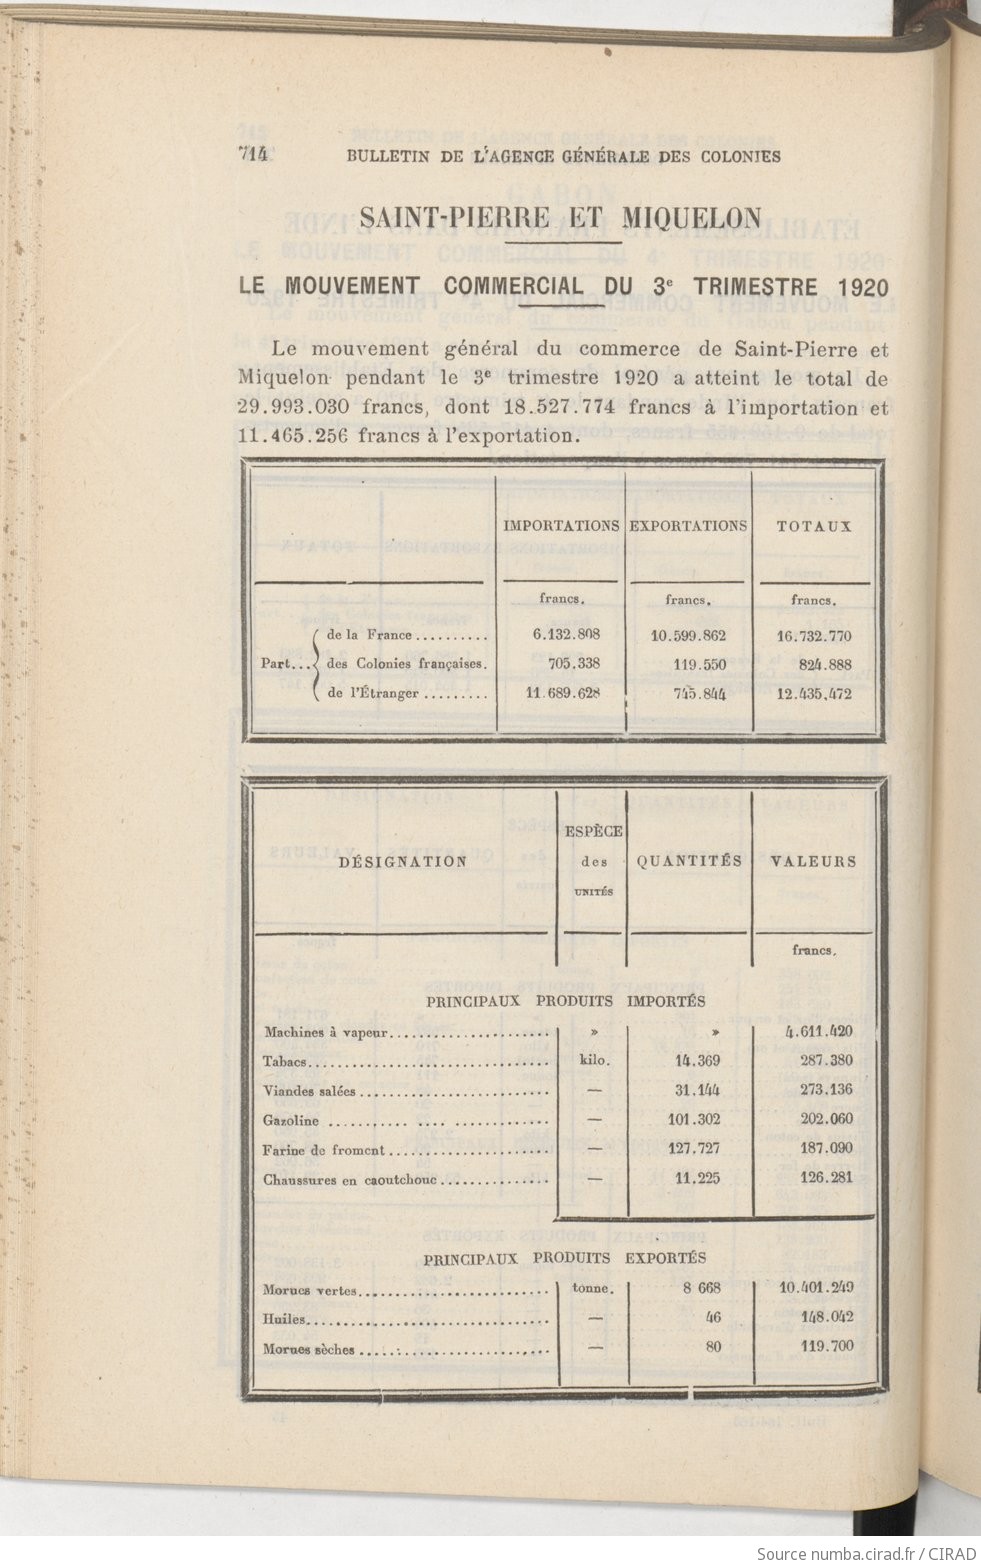 714 BULLETIN DE L'AGENCE GÉNÉRALE DES COLONIES
SAINT-PIERRE ET MIQUELON
LE MOUVEMENT COMMERCIAL DU 3e TRIMESTRE 1920
Le mouvement général du commerce de Saint-Pierre et
Miquelon pendant le 3e trimestre 1920 a atteint le total de
29.993.030 francs, dont 18.527.774 francs à l'importation et
11.465.256 francs à l'exportation.
IMPORTATIONS EXPORTATIONS TOTAUX
francs. francs. francs.
de la France .......... 6.132.808 10.599.862 16.732.770
Part... des Colonies françaises. 705.338 119.550 824.888
de l'Étranger ......... 11.689.628 745.844 12.435.472
DÉSIGNATION ESPÈCE des UNITÉS QUANTITÉS VALEURS
francs.
PRINCIPAUX PRODUITS IMPORTÉS
Machines à vapeur...................... » » 4.611.420
Tabacs................................ kilo. 14.369 287.380
Viandes salées ......................... — 31.144 273.136
Gazoline ........... .... ............. — 101.302 202.060
Farine de froment...................... — 127.727 187.090
Chaussures en caoutchouc............... — 11.225 126.281
PRINCIPAUX PRODUITS EXPORTÉS
Morues vertes.......................... tonne. 8 668 10.401.249
Huiles................................ — 46 148.042
Morues sèches ......................... — 80 119.700
Source numba.cirad.fr / CIRAD